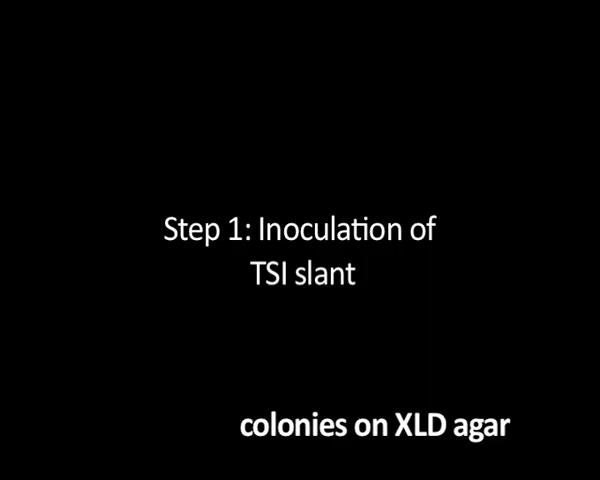 Step 1: Inoculation of
TSI slant
colonies on XLD agar